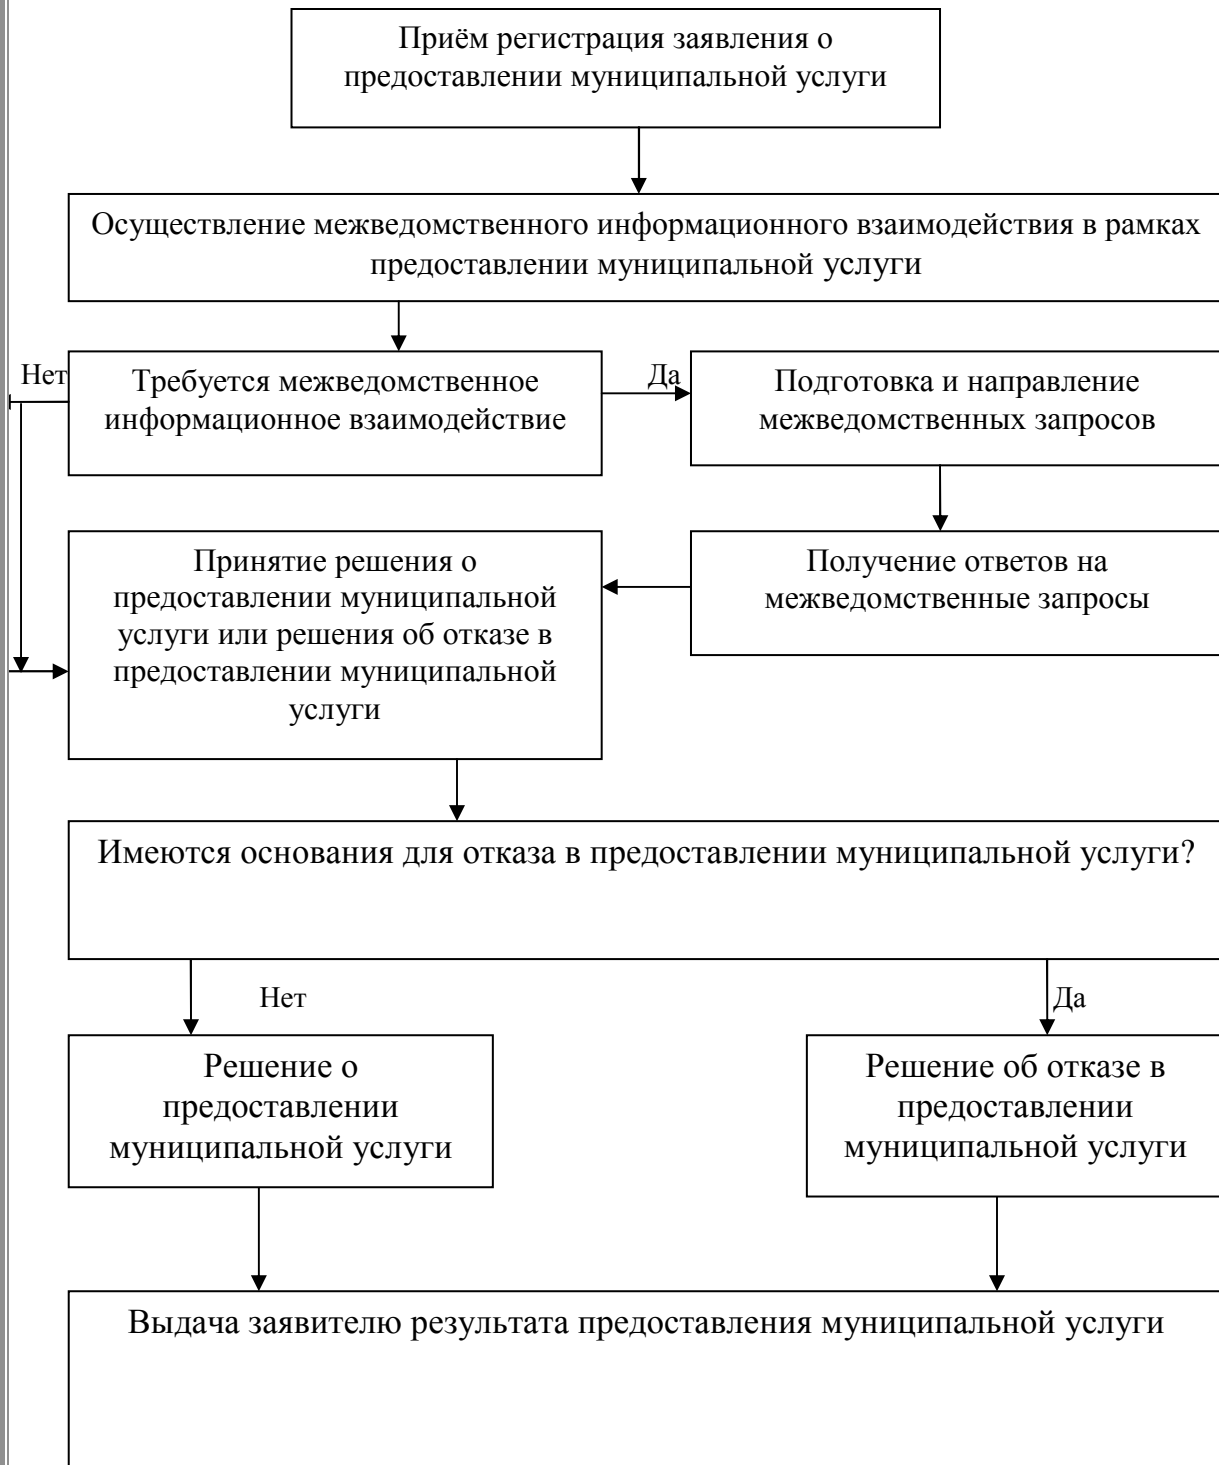 Приём регистрация заявления о
предоставлении муниципальной услуги
Осуществление межведомственного информационного взаимодействия в рамках
предоставлении муниципальной услуги
Нет
Требуется межведомственное
информационное взаимодействие
Да
Подготовка и направление
межведомственных запросов
Принятие решения о
предоставлении муниципальной
услуги или решения об отказе в
предоставлении муниципальной
услуги
Получение ответов на
межведомственные запросы
Имеются основания для отказа в предоставлении муниципальной услуги?
Нет
Да
Решение о
предоставлении
муниципальной услуги
Решение об отказе в
предоставлении
муниципальной услуги
Выдача заявителю результата предоставления муниципальной услуги